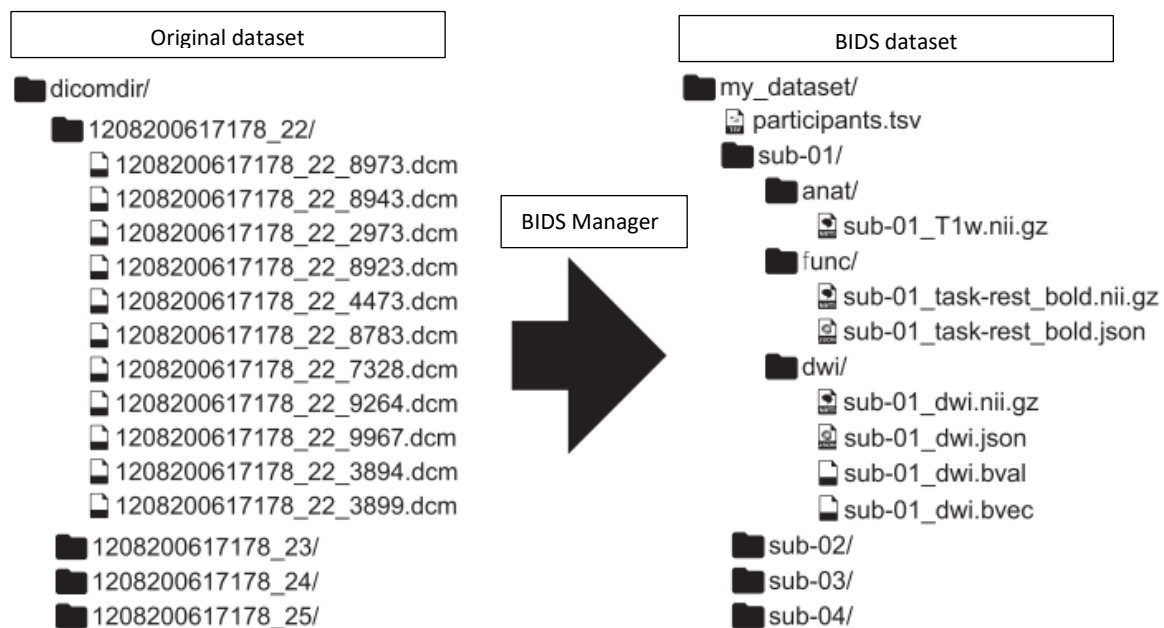 Original dataset
dicomdir/
1208200617178_22/
1208200617178_22_8973.dcm
1208200617178_22_8943.dcm
1208200617178_22_2973.dcm
1208200617178_22_8923.dcm
1208200617178_22_4473.dcm
1208200617178_22_8783.dcm
1208200617178_22_7328.dcm
1208200617178_22_9264.dcm
1208200617178_22_9967.dcm
1208200617178_22_3894.dcm
1208200617178_22_3899.dcm
1208200617178_23/
1208200617178_24/
1208200617178_25/
BIDS Manager
BIDS dataset
my_dataset/
participants.tsv
sub-01/
anat/
sub-01_T1w.nii.gz
func/
sub-01_task-rest_bold.nii.gz
sub-01_task-rest_bold.json
dwi/
sub-01_dwi.nii.gz
sub-01_dwi.json
sub-01_dwi.bval
sub-01_dwi.bvec
sub-02/
sub-03/
sub-04/